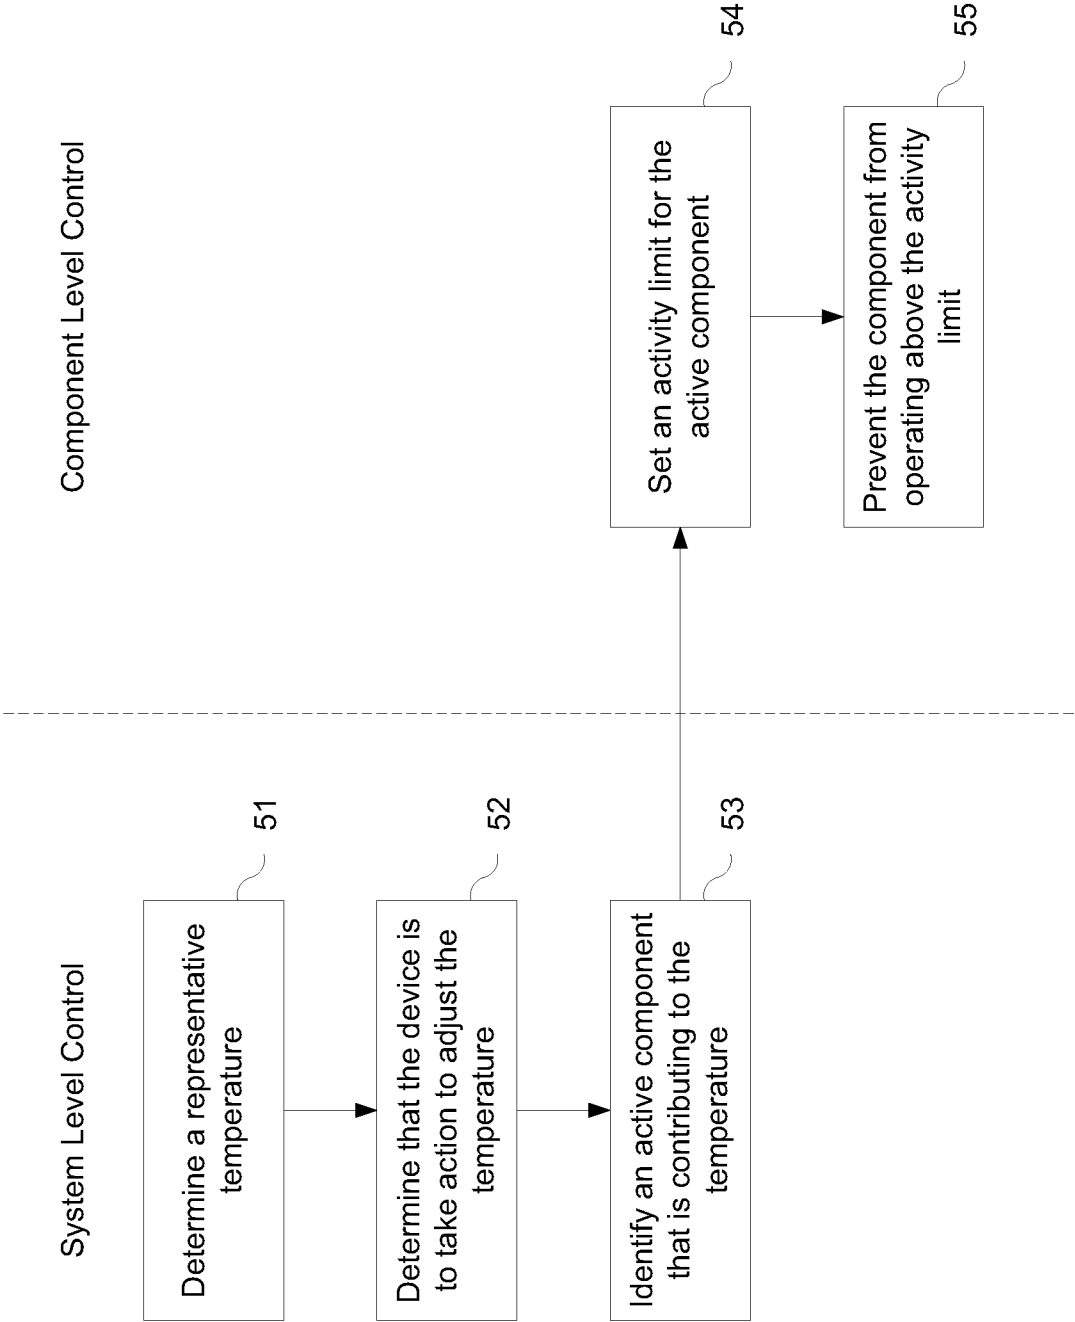 System Level Control
Component Level Control
Determine a representative
temperature
51
Determine that the device is
to take action to adjust the
temperature
52
Identify an active component
that is contributing to the
temperature
53
Set an activity limit for the
active component
54
Prevent the component from
operating above the activity
limit
55